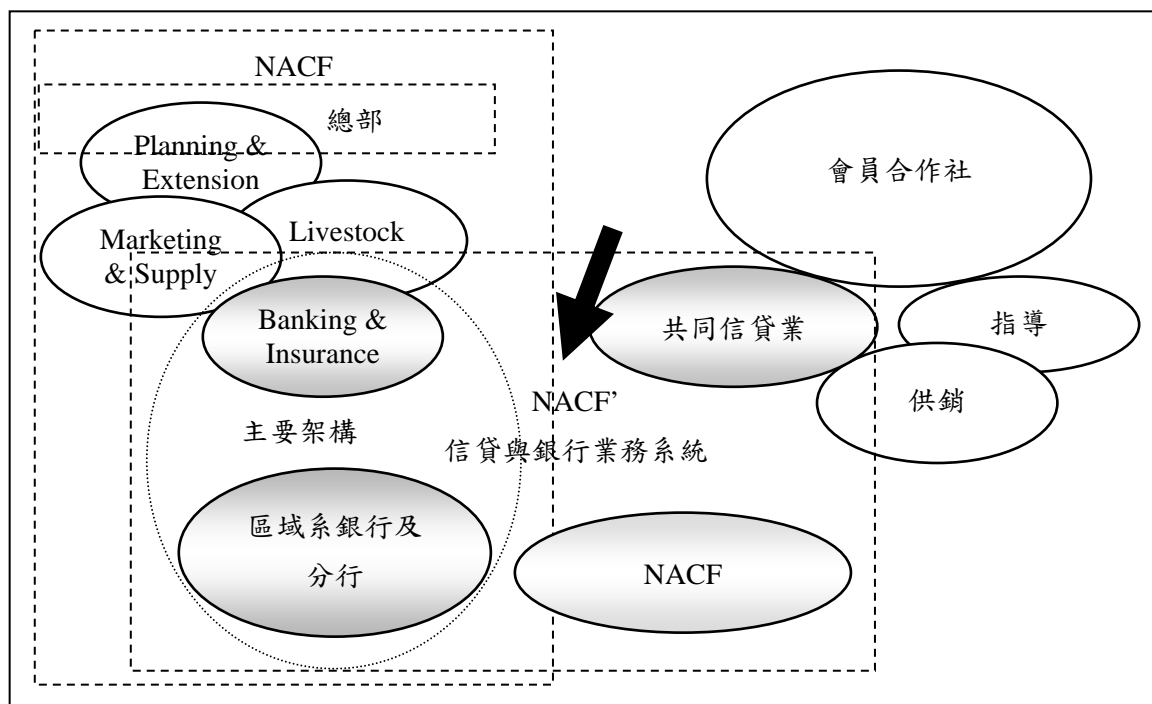 NACF
總部
Planning &
Extension
Marketing
& Supply
Livestock
Banking &
Insurance
主要架構
區域系銀行及
分行
NACF’
信貸與銀行業務系統
NACF
共同信貸業
會員合作社
指導
供銷